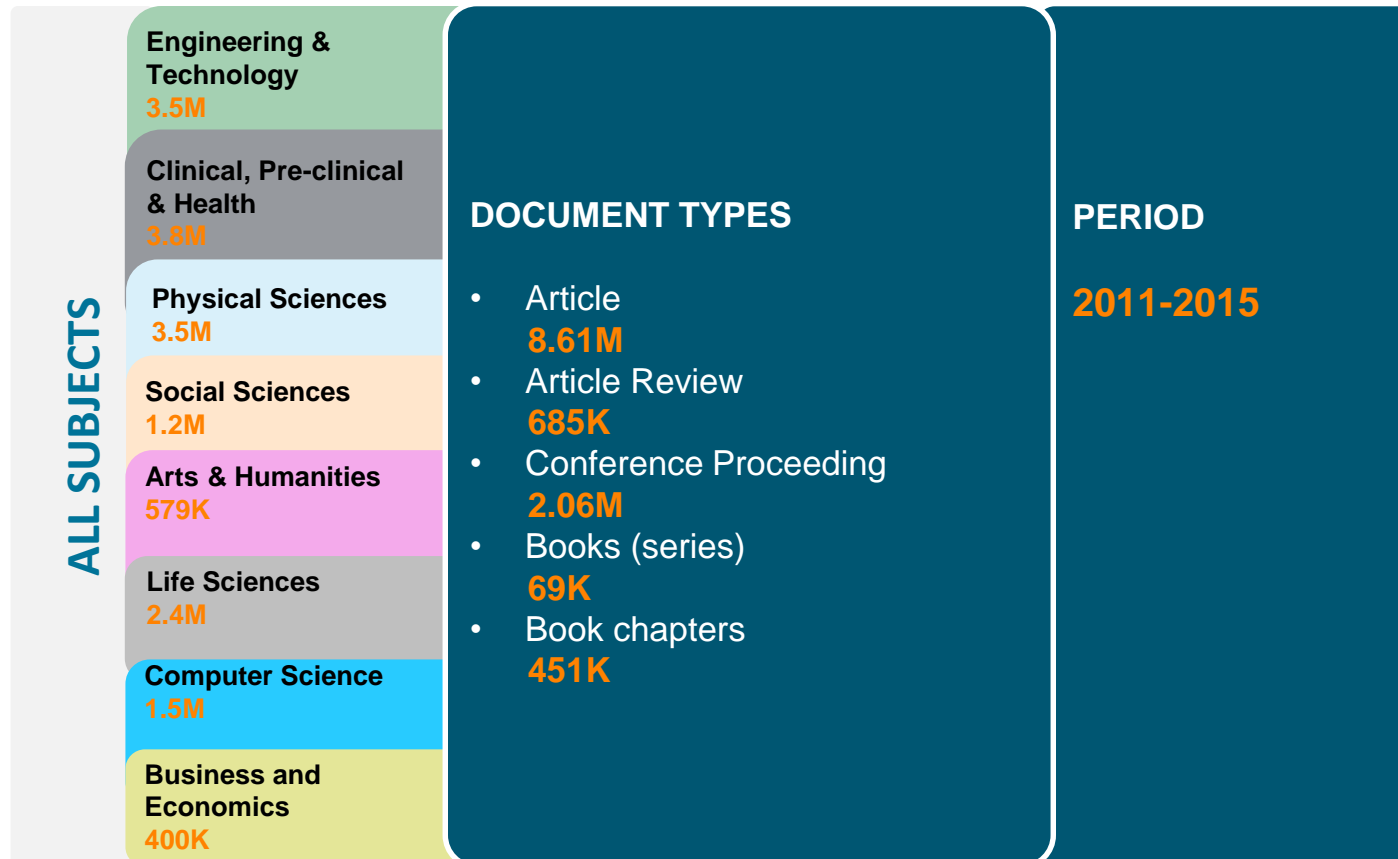 ALL SUBJECTS
Engineering &
Technology
3.5M
Clinical, Pre-clinical
& Health
3.8M
Physical Sciences
3.5M
Social Sciences
1.2M
Arts & Humanities
579K
Life Sciences
2.4M
Computer Science
1.5M
Business and
Economics
400K
DOCUMENT TYPES
• Article
8.61M
• Article Review
685K
• Conference Proceeding
2.06M
• Books (series)
69K
• Book chapters
451K
PERIOD
2011-2015